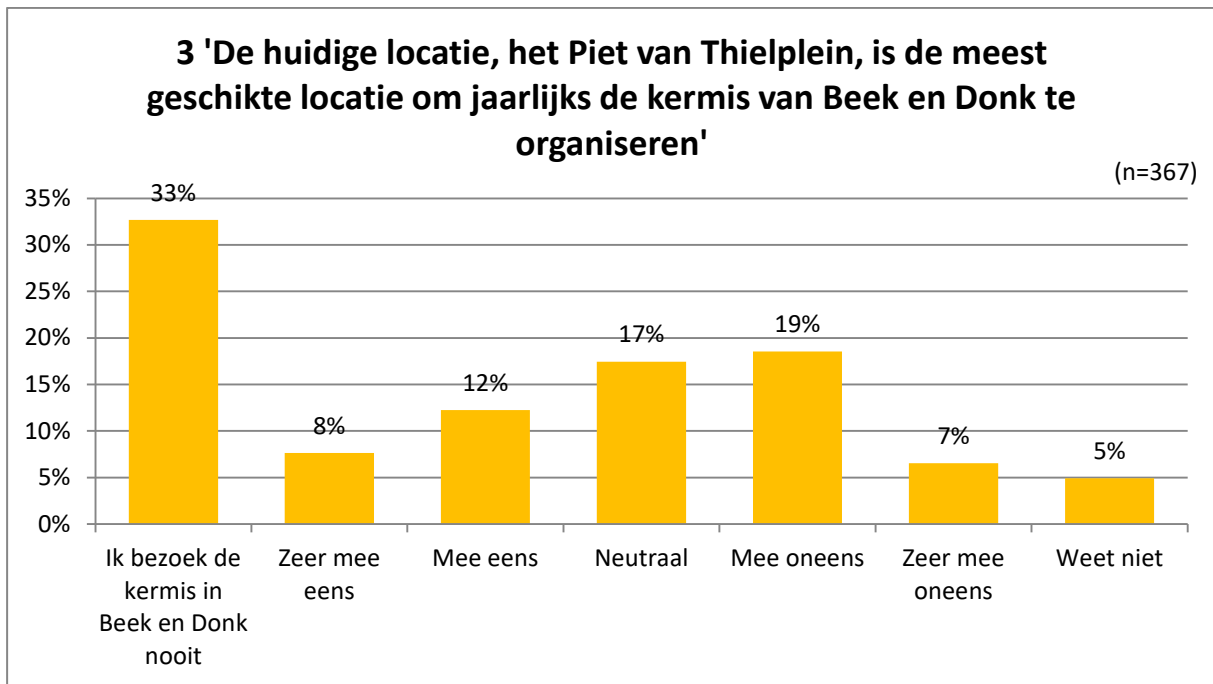 3 'De huidige locatie, het Piet van Thielplein, is de meest
geschikte locatie om jaarlijks de kermis van Beek en Donk te
organiseren'
(n=367)
35%
30%
25%
20%
15%
10%
5%
0%
33%
8%
12%
17%
19%
7%
5%
Ik bezoek de
kermis in
Beek en Donk
nooit
Zeer mee
eens
Mee eens
Neutraal
Mee oneens
Zeer mee
oneens
Weet niet